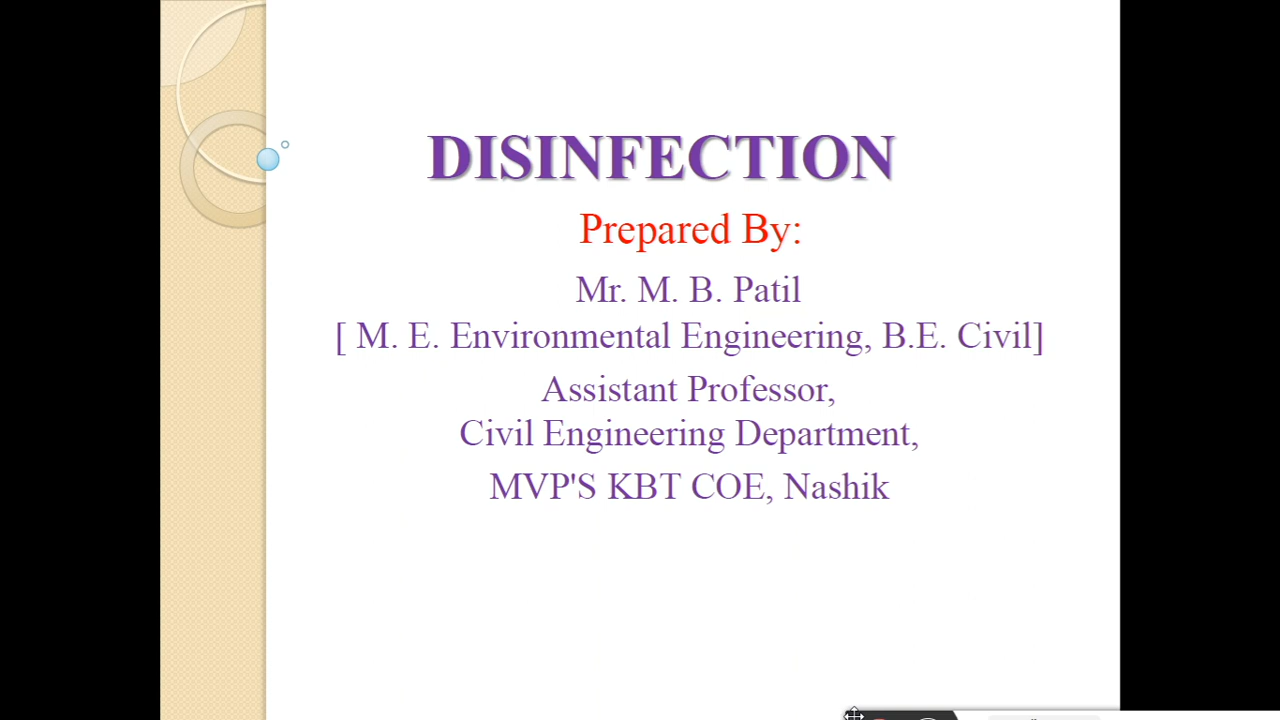 DISINFECTION
Prepared By:
Mr. M. B. Patil
[ M. E. Environmental Engineering, B.E. Civil]
Assistant Professor,
Civil Engineering Department,
MVP'S KBT COE, Nashik